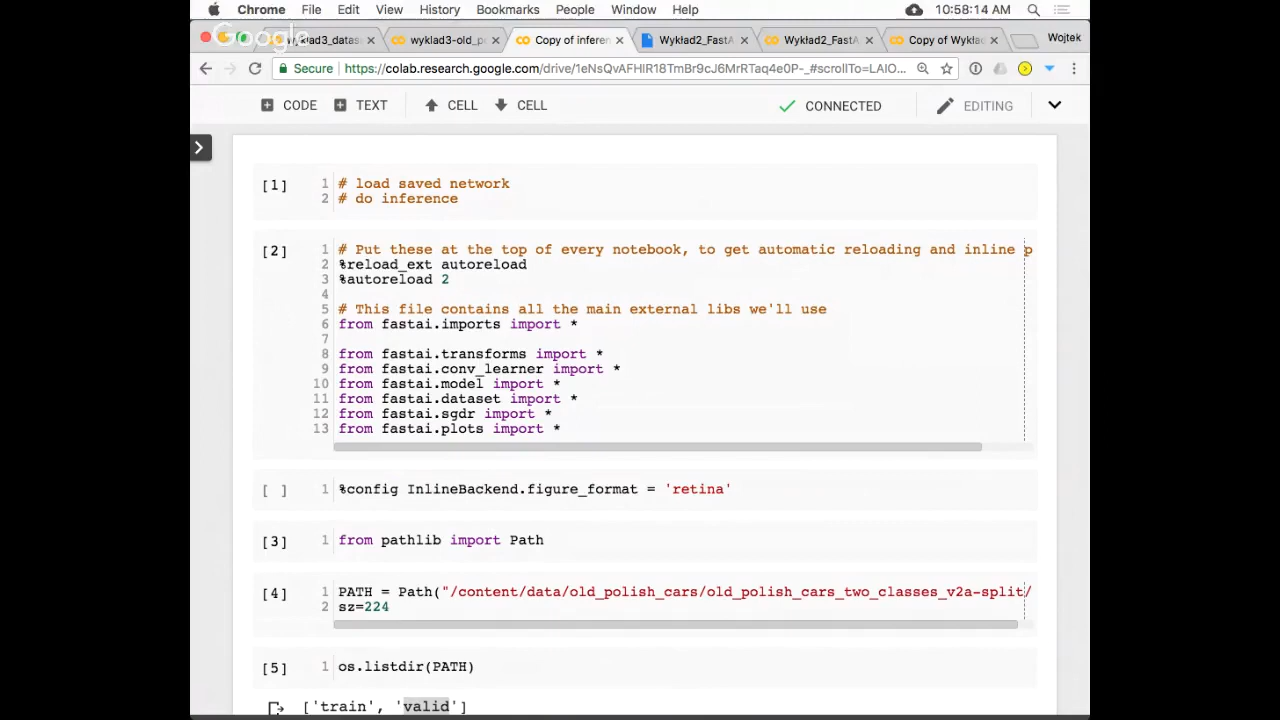 Chrome File Edit View History Bookmarks People Window Help 10:58:14 AM
Google
wyklad3_datase wyklad3-old_po Copy of inferen Wykład2_FastA Wykład2_FastA Copy of Wykła Wojtek
Secure https://colab.research.google.com/drive/1eNsQvAFHlR18TmBr9cJ6MrRTaq4e0P-_#scrollTo=LAIO...
CODE TEXT CELL CELL CONNECTED EDITING
[1] 1 # load saved network
2 # do inference
[2] 1 # Put these at the top of every notebook, to get automatic reloading and inline p
2 %reload_ext autoreload
3 %autoreload 2
4
5 # This file contains all the main external libs we'll use
6 from fastai.imports import *
7
8 from fastai.transforms import *
9 from fastai.conv_learner import *
10 from fastai.model import *
11 from fastai.dataset import *
12 from fastai.sgdr import *
13 from fastai.plots import *
[ ] 1 %config InlineBackend.figure_format = 'retina'
[3] 1 from pathlib import Path
[4] 1 PATH = Path("/content/data/old_polish_cars/old_polish_cars_two_classes_v2a-split/
2 sz=224
[5] 1 os.listdir(PATH)
['train', 'valid']